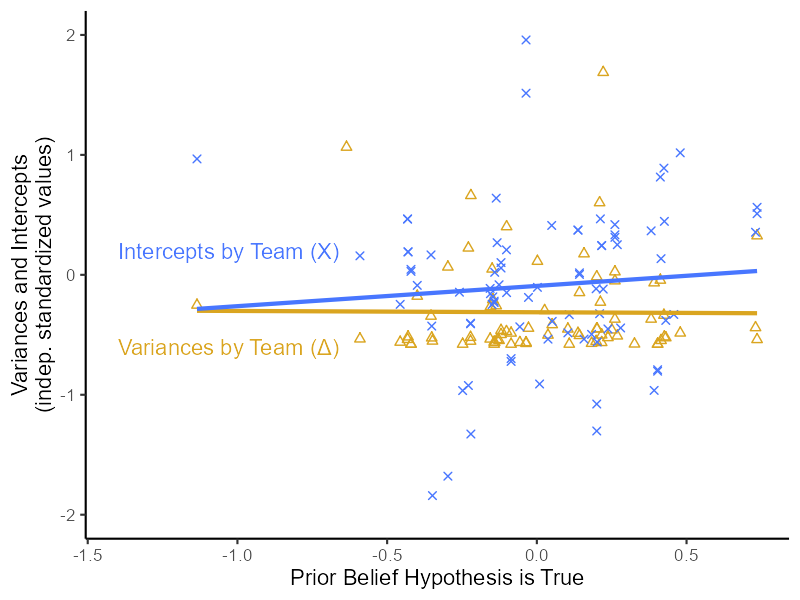 Variances and Intercepts
(indep. standardized values)
2
1
0
-1
-2
Intercepts by Team (X)
Variances by Team (Δ)
-1.5
-1.0
-0.5
0.0
0.5
Prior Belief Hypothesis is True